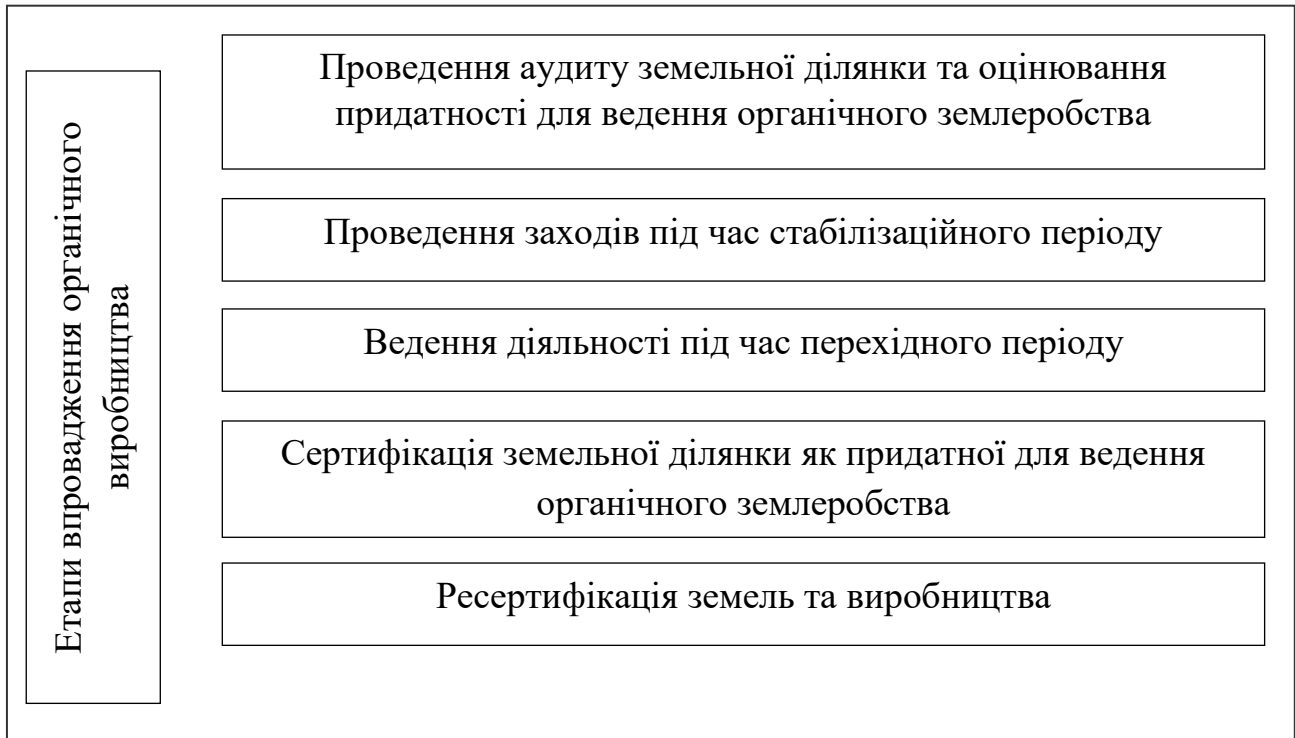 Етапи впровадження органічного
виробництва
Проведення аудиту земельної ділянки та оцінювання
придатності для ведення органічного землеробства
Проведення заходів під час стабілізаційного періоду
Ведення діяльності під час перехідного періоду
Сертифікація земельної ділянки як придатної для ведення
органічного землеробства
Ресертифікація земель та виробництва